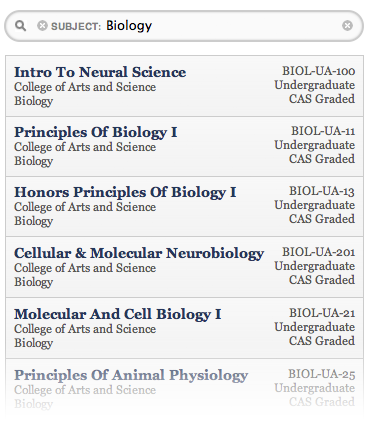 SUBJECT: Biology
Intro To Neural Science BIOL-UA-100
College of Arts and Science Undergraduate
Biology CAS Graded
Principles Of Biology I BIOL-UA-11
College of Arts and Science Undergraduate
Biology CAS Graded
Honors Principles Of Biology I BIOL-UA-13
College of Arts and Science Undergraduate
Biology CAS Graded
Cellular & Molecular Neurobiology BIOL-UA-201
College of Arts and Science Undergraduate
Biology CAS Graded
Molecular And Cell Biology I BIOL-UA-21
College of Arts and Science Undergraduate
Biology CAS Graded
Principles Of Animal Physiology BIOL-UA-25
College of Arts and Science Undergraduate
Biology CAS Graded